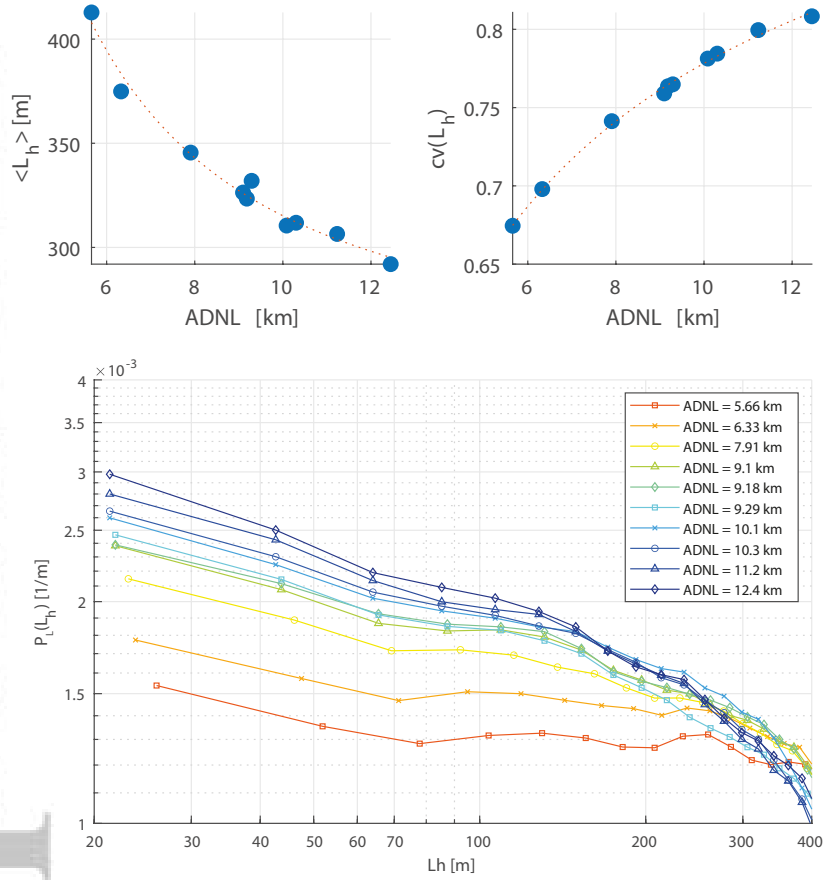 400
350
300
<L_h> [m]
6 8 10 12
ADNL [km]
0.8
0.75
0.7
0.65
cv(L_h)
6 8 10 12
ADNL [km]
×10^-3
4
3.5
3
2.5
2
1.5
1
P_L(L_h) [1/m]
ADNL = 5.66 km
ADNL = 6.33 km
ADNL = 7.91 km
ADNL = 9.1 km
ADNL = 9.18 km
ADNL = 9.29 km
ADNL = 10.1 km
ADNL = 10.3 km
ADNL = 11.2 km
ADNL = 12.4 km
20 30 40 50 60 70 100 200 300 400
Lh [m]